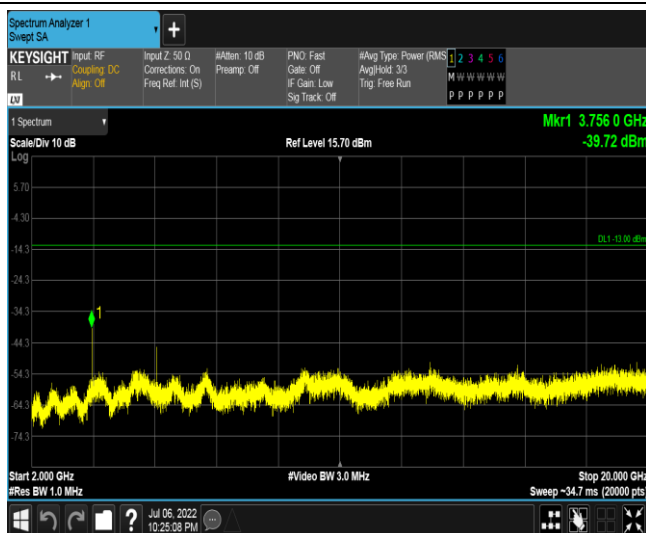 Spectrum Analyzer 1
Swept SA
+
KEYSIGHT Input: RF Input Z: 50 Ω #Atten: 10 dB PNO: Fast #Avg Type: Power (RMS 1 2 3 4 5 6
RL Coupling: DC Corrections: On Preamp: Off Gate: Off Avg|Hold: 3/3 M W W W W W
Align: Off Freq Ref: Int (S) IF Gain: Low Trig: Free Run
LXI Sig Track: Off P P P P P P
1 Spectrum Mkr1 3.756 0 GHz
Scale/Div 10 dB Ref Level 15.70 dBm -39.72 dBm
Log
5.70
-4.30
DL1 -13.00 dBm
-14.3
-24.3
-34.3
1
-44.3
-54.3
-64.3
-74.3
Start 2.000 GHz #Video BW 3.0 MHz Stop 20.000 GHz
#Res BW 1.0 MHz Sweep ~34.7 ms (20000 pts)
? Jul 06, 2022
10:25:08 PM